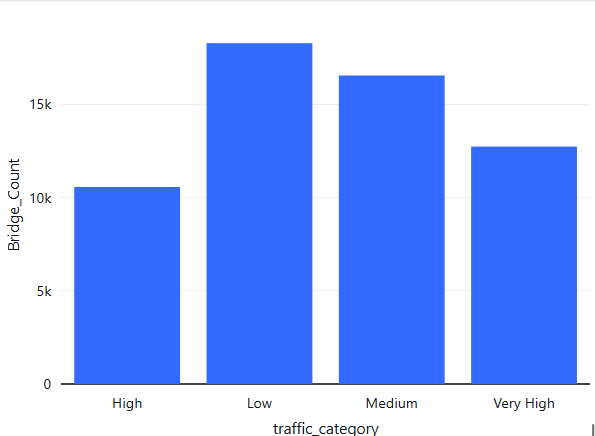 15k
10k
5k
0
Bridge_Count
High
Low
Medium
Very High
traffic_category